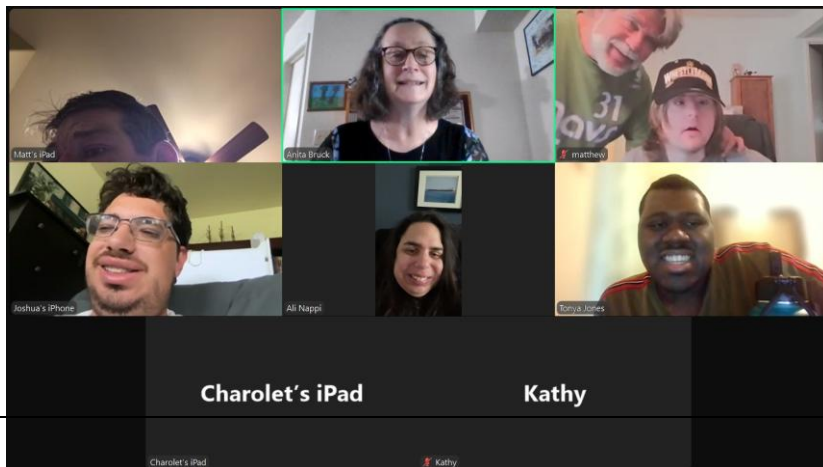 Matt's iPad
Anita Bruck
matthew
31
Joshua's iPhone
Ali Nappi
Tonya Jones
Charolet's iPad
Kathy
Charolet's iPad
Kathy